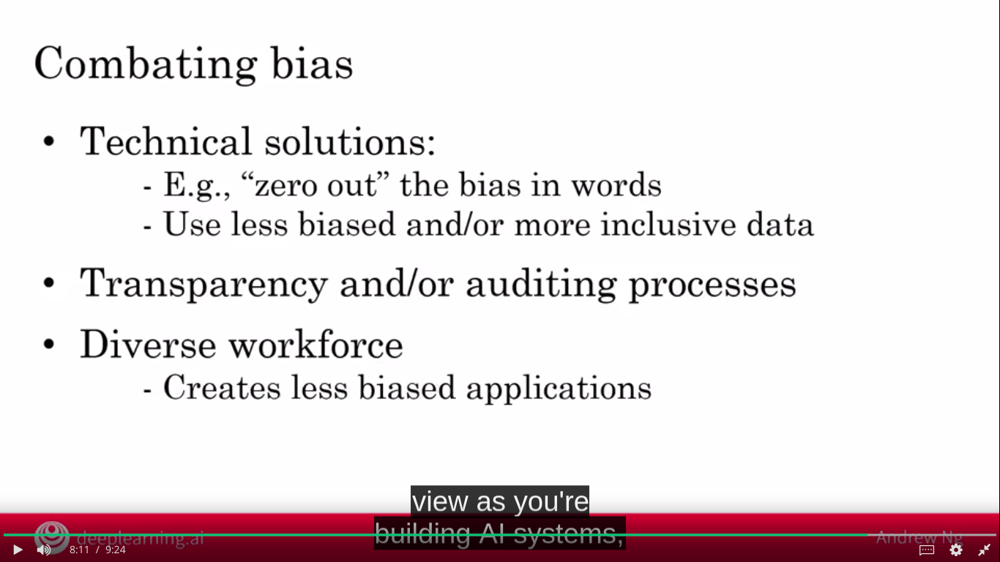 Combating bias
• Technical solutions:
- E.g., “zero out” the bias in words
- Use less biased and/or more inclusive data
• Transparency and/or auditing processes
• Diverse workforce
- Creates less biased applications
view as you're
building AI systems,
deeplearning.ai
Andrew Ng
8:11 / 9:24